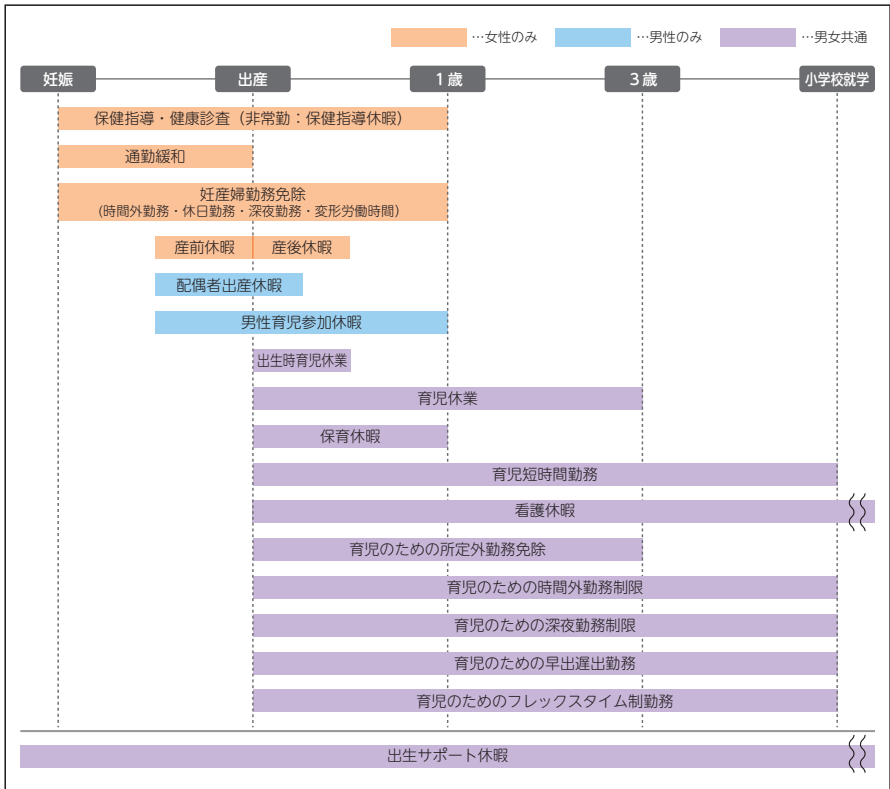 …女性のみ …男性のみ …男女共通
妊娠 出産 1歳 3歳 小学校就学
保健指導・健康診査（非常勤：保健指導休暇）
通勤緩和
妊産婦勤務免除
(時間外勤務・休日勤務・深夜勤務・変形労働時間)
産前休暇 産後休暇
配偶者出産休暇
男性育児参加休暇
出生時育児休業
育児休業
保育休暇
育児短時間勤務
看護休暇
育児のための所定外勤務免除
育児のための時間外勤務制限
育児のための深夜勤務制限
育児のための早出遅出勤務
育児のためのフレックスタイム制勤務
出生サポート休暇